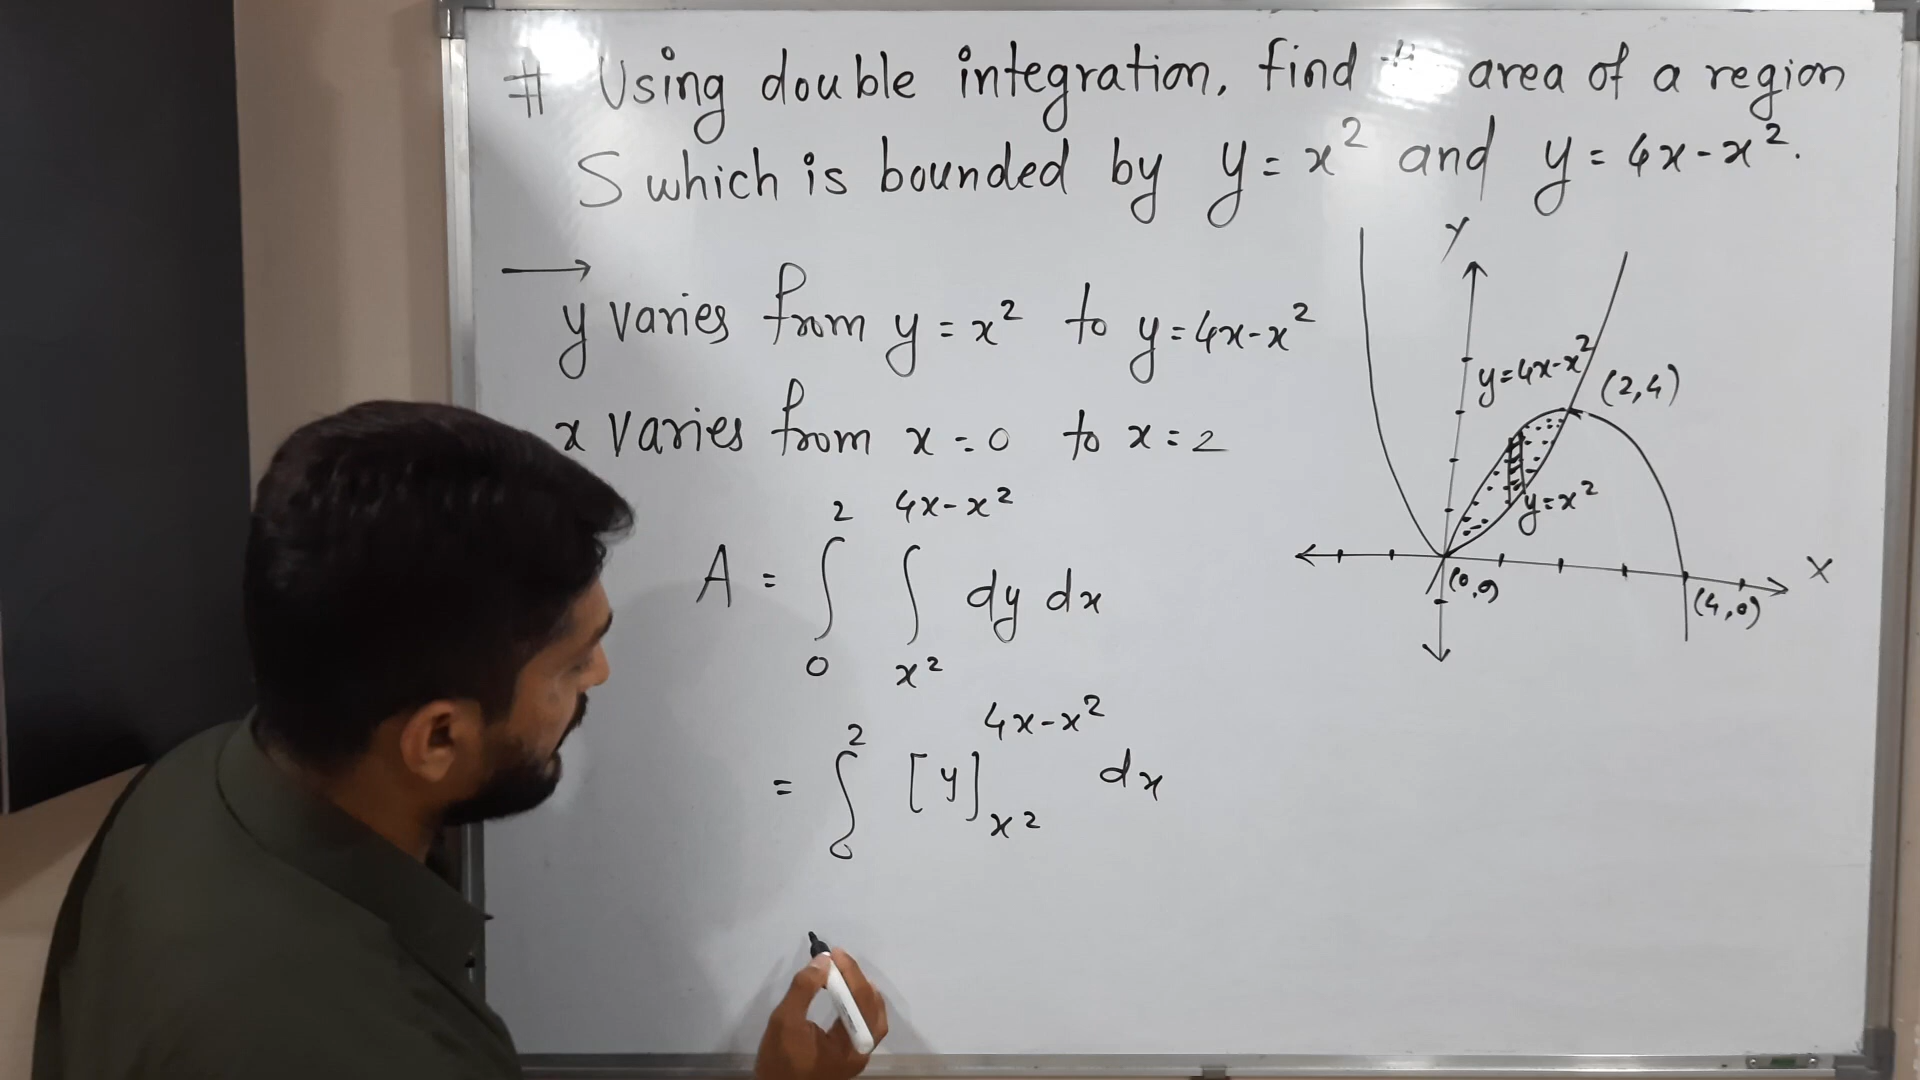 # Using double integration, find area of a region
S which is bounded by y = x² and y = 4x - x².
→
y varies from y = x² to y = 4x - x²
x varies from x = 0 to x = 2
A = ∫₀² ∫_{x²}^{4x-x²} dy dx
= ∫₀² [y]_{x²}^{4x-x²} dx
Y
y=4x-x²
(2,4)
y=x²
X
(0,0)
(4,0)